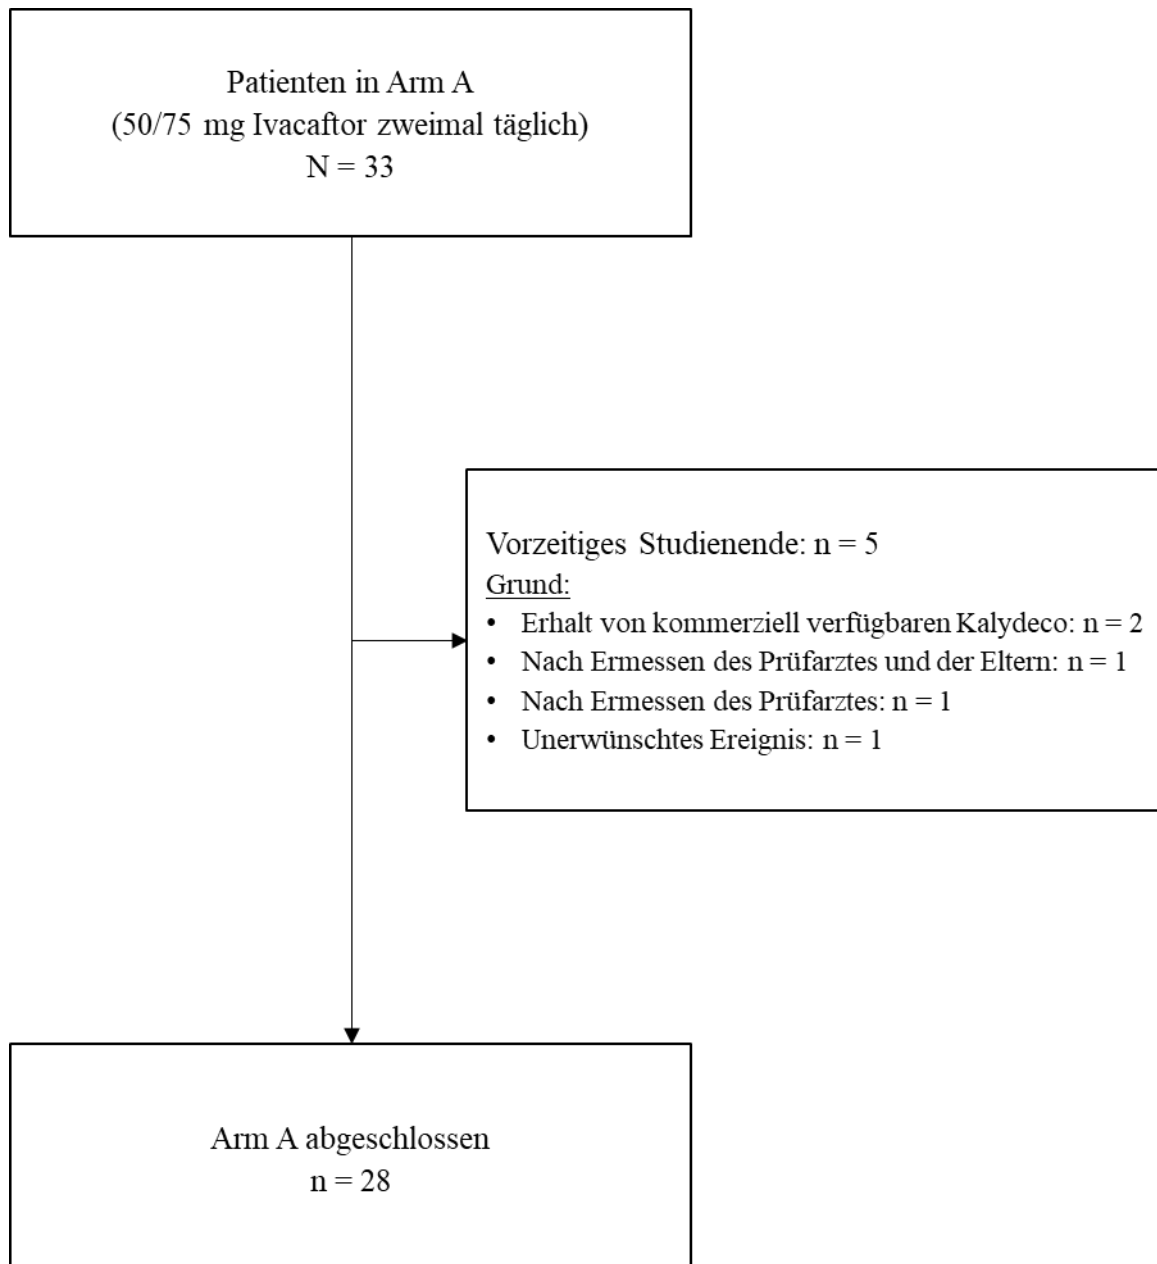 Patienten in Arm A
(50/75 mg Ivacaftor zweimal täglich)
N = 33
Vorzeitiges Studienende: n = 5
Grund:
• Erhalt von kommerziell verfügbaren Kalydeco: n = 2
• Nach Ermessen des Prüfarztes und der Eltern: n = 1
• Nach Ermessen des Prüfarztes: n = 1
• Unerwünschtes Ereignis: n = 1
Arm A abgeschlossen
n = 28